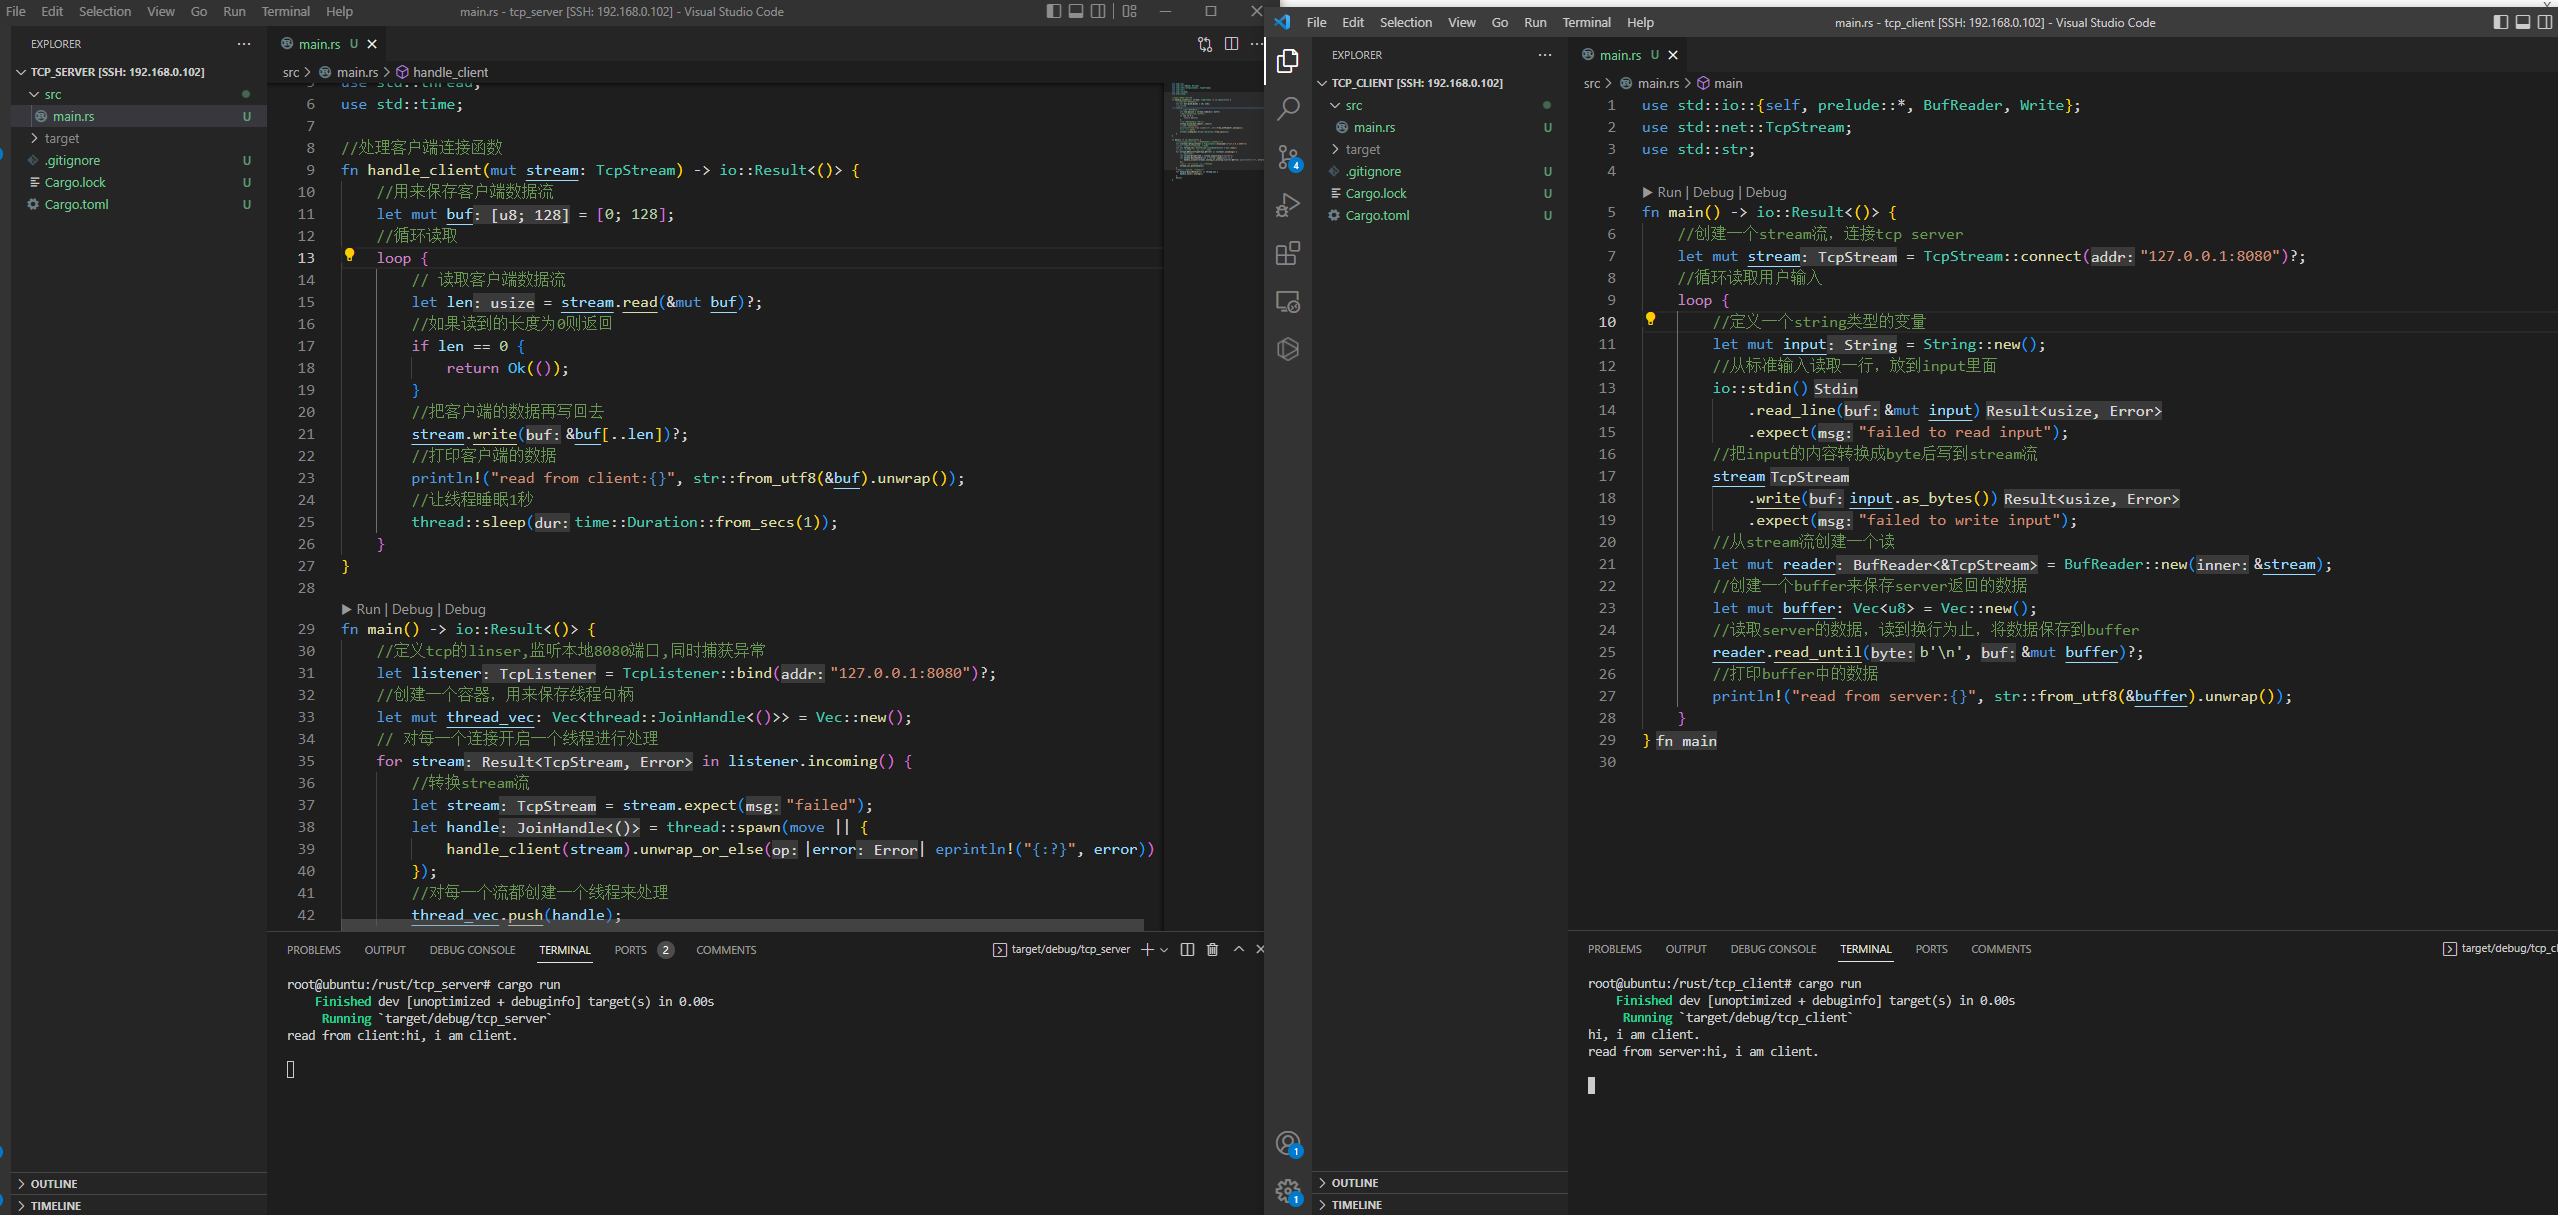 File Edit Selection View Go Run Terminal Help
main.rs - tcp_server [SSH: 192.168.0.102] - Visual Studio Code
EXPLORER
TCP_SERVER [SSH: 192.168.0.102]
src
main.rs U
target
.gitignore U
Cargo.lock U
Cargo.toml U
OUTLINE
TIMELINE
main.rs U
src > main.rs > handle_client
5 use std::thread;
6 use std::time;
7
8 //处理客户端连接函数
9 fn handle_client(mut stream: TcpStream) -> io::Result<()> {
10 //用来保存客户端数据流
11 let mut buf: [u8; 128] = [0; 128];
12 //循环读取
13 loop {
14 // 读取客户端数据流
15 let len: usize = stream.read(&mut buf)?;
16 //如果读到的长度为0则返回
17 if len == 0 {
18 return Ok(());
19 }
20 //把客户端的数据再写回去
21 stream.write(buf: &buf[..len])?;
22 //打印客户端的数据
23 println!("read from client:{}", str::from_utf8(&buf).unwrap());
24 //让线程睡眠1秒
25 thread::sleep(dur: time::Duration::from_secs(1));
26 }
27 }
28
Run | Debug | Debug
29 fn main() -> io::Result<()> {
30 //定义tcp的linser,监听本地8080端口,同时捕获异常
31 let listener: TcpListener = TcpListener::bind(addr: "127.0.0.1:8080")?;
32 //创建一个容器，用来保存线程句柄
33 let mut thread_vec: Vec<thread::JoinHandle<()>> = Vec::new();
34 // 对每一个连接开启一个线程进行处理
35 for stream: Result<TcpStream, Error> in listener.incoming() {
36 //转换stream流
37 let stream: TcpStream = stream.expect(msg: "failed");
38 let handle: JoinHandle<()> = thread::spawn(move || {
39 handle_client(stream).unwrap_or_else(op: |error: Error| eprintln!("{:?}", error))
40 });
41 //对每一个流都创建一个线程来处理
42 thread_vec.push(handle);
PROBLEMS OUTPUT DEBUG CONSOLE TERMINAL PORTS 2 COMMENTS
target/debug/tcp_server
root@ubuntu:/rust/tcp_server# cargo run
Finished dev [unoptimized + debuginfo] target(s) in 0.00s
Running `target/debug/tcp_server`
read from client:hi, i am client.
File Edit Selection View Go Run Terminal Help
main.rs - tcp_client [SSH: 192.168.0.102] - Visual Studio Code
4
1
1
EXPLORER
TCP_CLIENT [SSH: 192.168.0.102]
src
main.rs U
target
.gitignore U
Cargo.lock U
Cargo.toml U
OUTLINE
TIMELINE
main.rs U
src > main.rs > main
1 use std::io::{self, prelude::*, BufReader, Write};
2 use std::net::TcpStream;
3 use std::str;
4
Run | Debug | Debug
5 fn main() -> io::Result<()> {
6 //创建一个stream流，连接tcp server
7 let mut stream: TcpStream = TcpStream::connect(addr: "127.0.0.1:8080")?;
8 //循环读取用户输入
9 loop {
10 //定义一个string类型的变量
11 let mut input: String = String::new();
12 //从标准输入读取一行，放到input里面
13 io::stdin() Stdin
14 .read_line(buf: &mut input) Result<usize, Error>
15 .expect(msg: "failed to read input");
16 //把input的内容转换成byte后写到stream流
17 stream TcpStream
18 .write(buf: input.as_bytes()) Result<usize, Error>
19 .expect(msg: "failed to write input");
20 //从stream流创建一个读
21 let mut reader: BufReader<&TcpStream> = BufReader::new(inner: &stream);
22 //创建一个buffer来保存server返回的数据
23 let mut buffer: Vec<u8> = Vec::new();
24 //读取server的数据，读到换行为止，将数据保存到buffer
25 reader.read_until(byte: b'\n', buf: &mut buffer)?;
26 //打印buffer中的数据
27 println!("read from server:{}", str::from_utf8(&buffer).unwrap());
28 }
29 } fn main
30
PROBLEMS OUTPUT DEBUG CONSOLE TERMINAL PORTS COMMENTS
target/debug/tcp_cl
root@ubuntu:/rust/tcp_client# cargo run
Finished dev [unoptimized + debuginfo] target(s) in 0.00s
Running `target/debug/tcp_client`
hi, i am client.
read from server:hi, i am client.